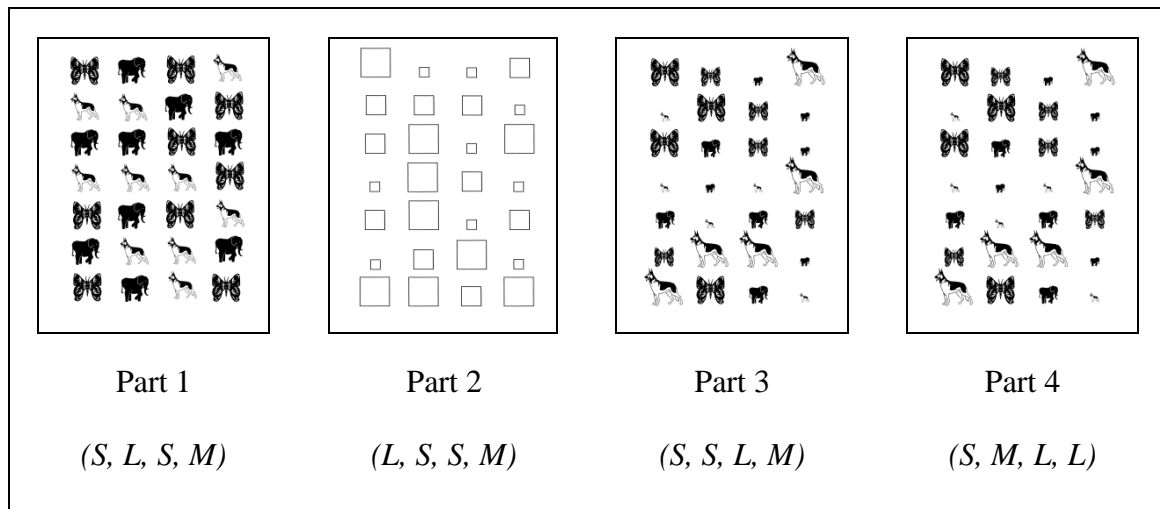 Part 1 Part 2 Part 3 Part 4
(S, L, S, M) (L, S, S, M) (S, S, L, M) (S, M, L, L)